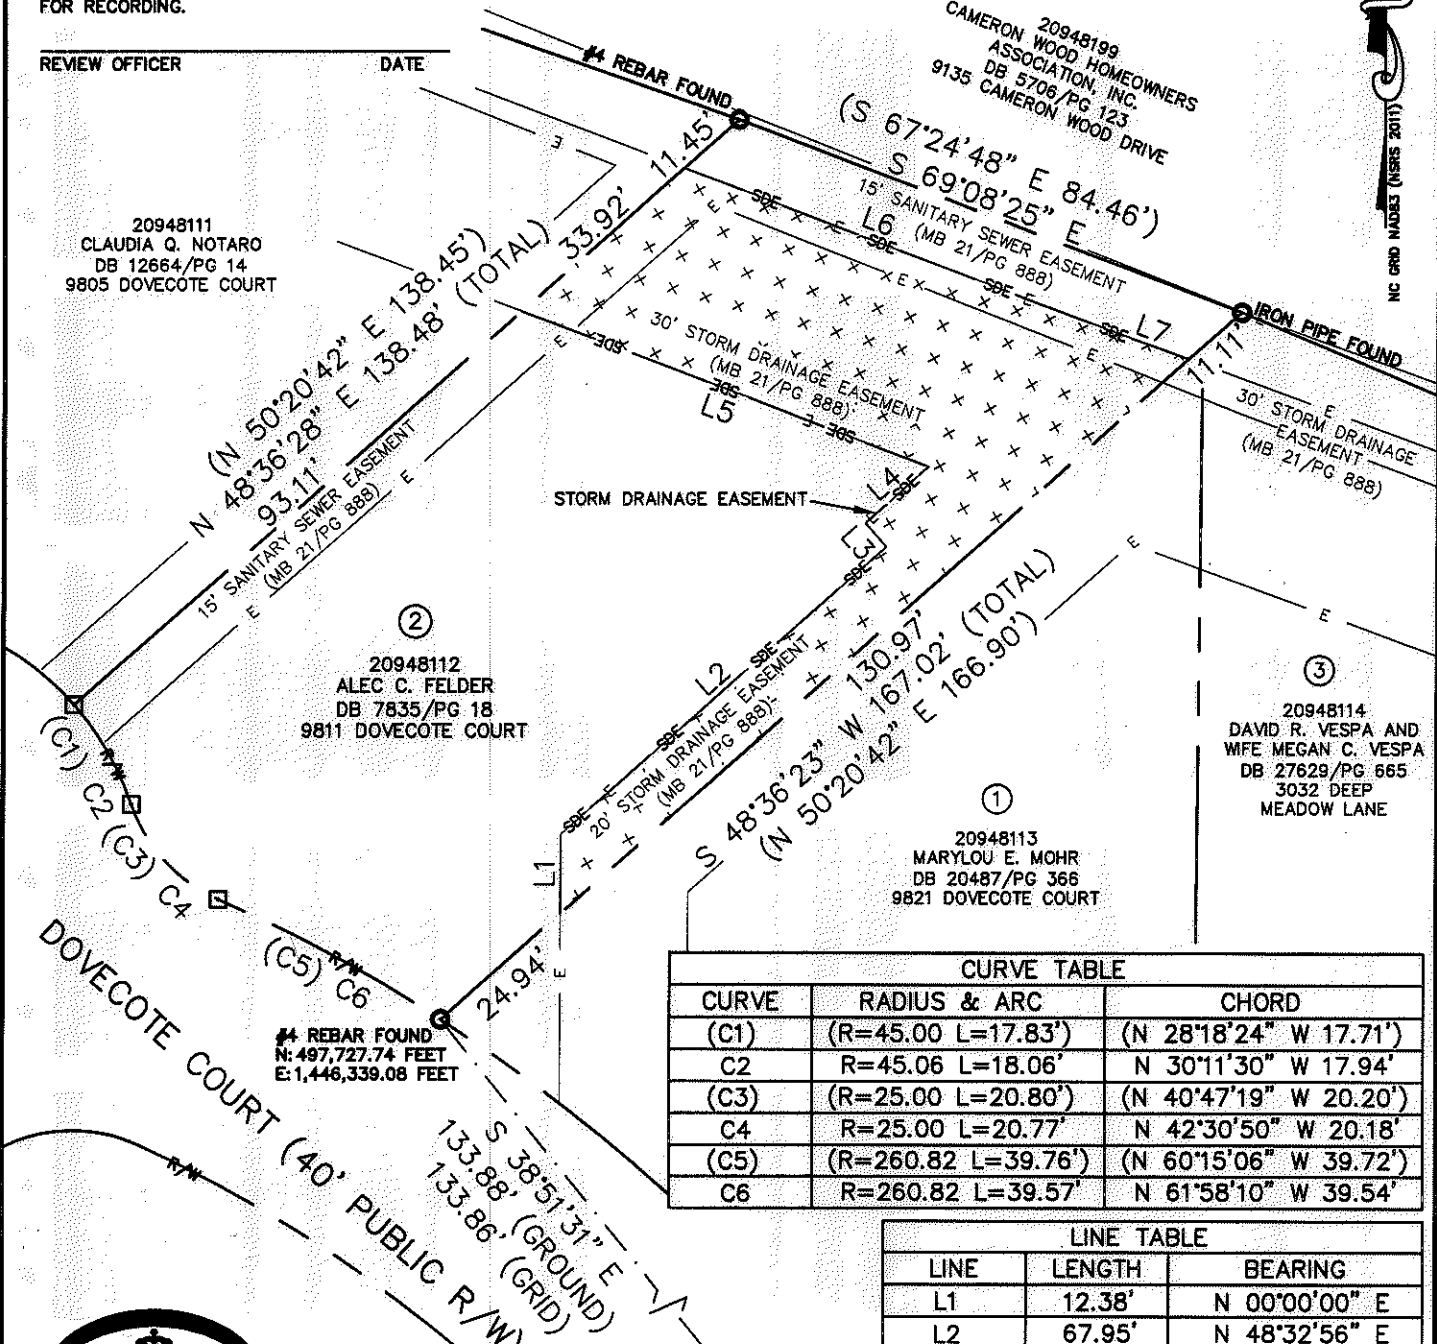 FOR RECORDING.
REVIEW OFFICER DATE
#4 REBAR FOUND
20948199
CAMERON WOOD HOMEOWNERS
ASSOCIATION, INC.
DB 5706/PG 123
9135 CAMERON WOOD DRIVE
NC GRID NAD83 (NSRS 2011)
(S 67°24'48" E 84.46')
S 69°08'25" E
15' SANITARY SEWER EASEMENT
(MB 21/PG 888)
L6
L7
IRON PIPE FOUND
11.45'
33.92'
11.11'
20948111
CLAUDIA Q. NOTARO
DB 12664/PG 14
9805 DOVECOTE COURT
(N 50°20'42" E 138.45')
N 48°36'28" E 138.48' (TOTAL)
93.11'
15' SANITARY SEWER EASEMENT
(MB 21/PG 888)
30' STORM DRAINAGE EASEMENT
(MB 21/PG 888)
L5
30' STORM DRAINAGE
EASEMENT
(MB 21/PG 888)
STORM DRAINAGE EASEMENT
L4
L3
L2
L1
SDE
E
20' STORM DRAINAGE EASEMENT
(MB 21/PG 888)
130.97'
S 48°36'23" W 167.02' (TOTAL)
(N 50°20'42" E 166.90')
2
20948112
ALEC C. FELDER
DB 7835/PG 18
9811 DOVECOTE COURT
3
20948114
DAVID R. VESPA AND
WIFE MEGAN C. VESPA
DB 27629/PG 665
3032 DEEP
MEADOW LANE
1
20948113
MARYLOU E. MOHR
DB 20487/PG 366
9821 DOVECOTE COURT
(C1) C2
R/W
(C3) C4
(C5) C6
R/W
24.94'
#4 REBAR FOUND
N: 497,727.74 FEET
E: 1,446,339.08 FEET
DOVECOTE COURT (40' PUBLIC R/W)
R/W
S 38°51'31" E
133.88' (GROUND)
133.86' (GRID)
CURVE TABLE
CURVE RADIUS & ARC CHORD
(C1) (R=45.00 L=17.83') (N 28°18'24" W 17.71')
C2 R=45.06 L=18.06' N 30°11'30" W 17.94'
(C3) (R=25.00 L=20.80') (N 40°47'19" W 20.20')
C4 R=25.00 L=20.77' N 42°30'50" W 20.18'
(C5) (R=260.82 L=39.76') (N 60°15'06" W 39.72')
C6 R=260.82 L=39.57' N 61°58'10" W 39.54'
LINE TABLE
LINE LENGTH BEARING
L1 12.38' N 00°00'00" E
L2 67.95' N 48°32'56" E